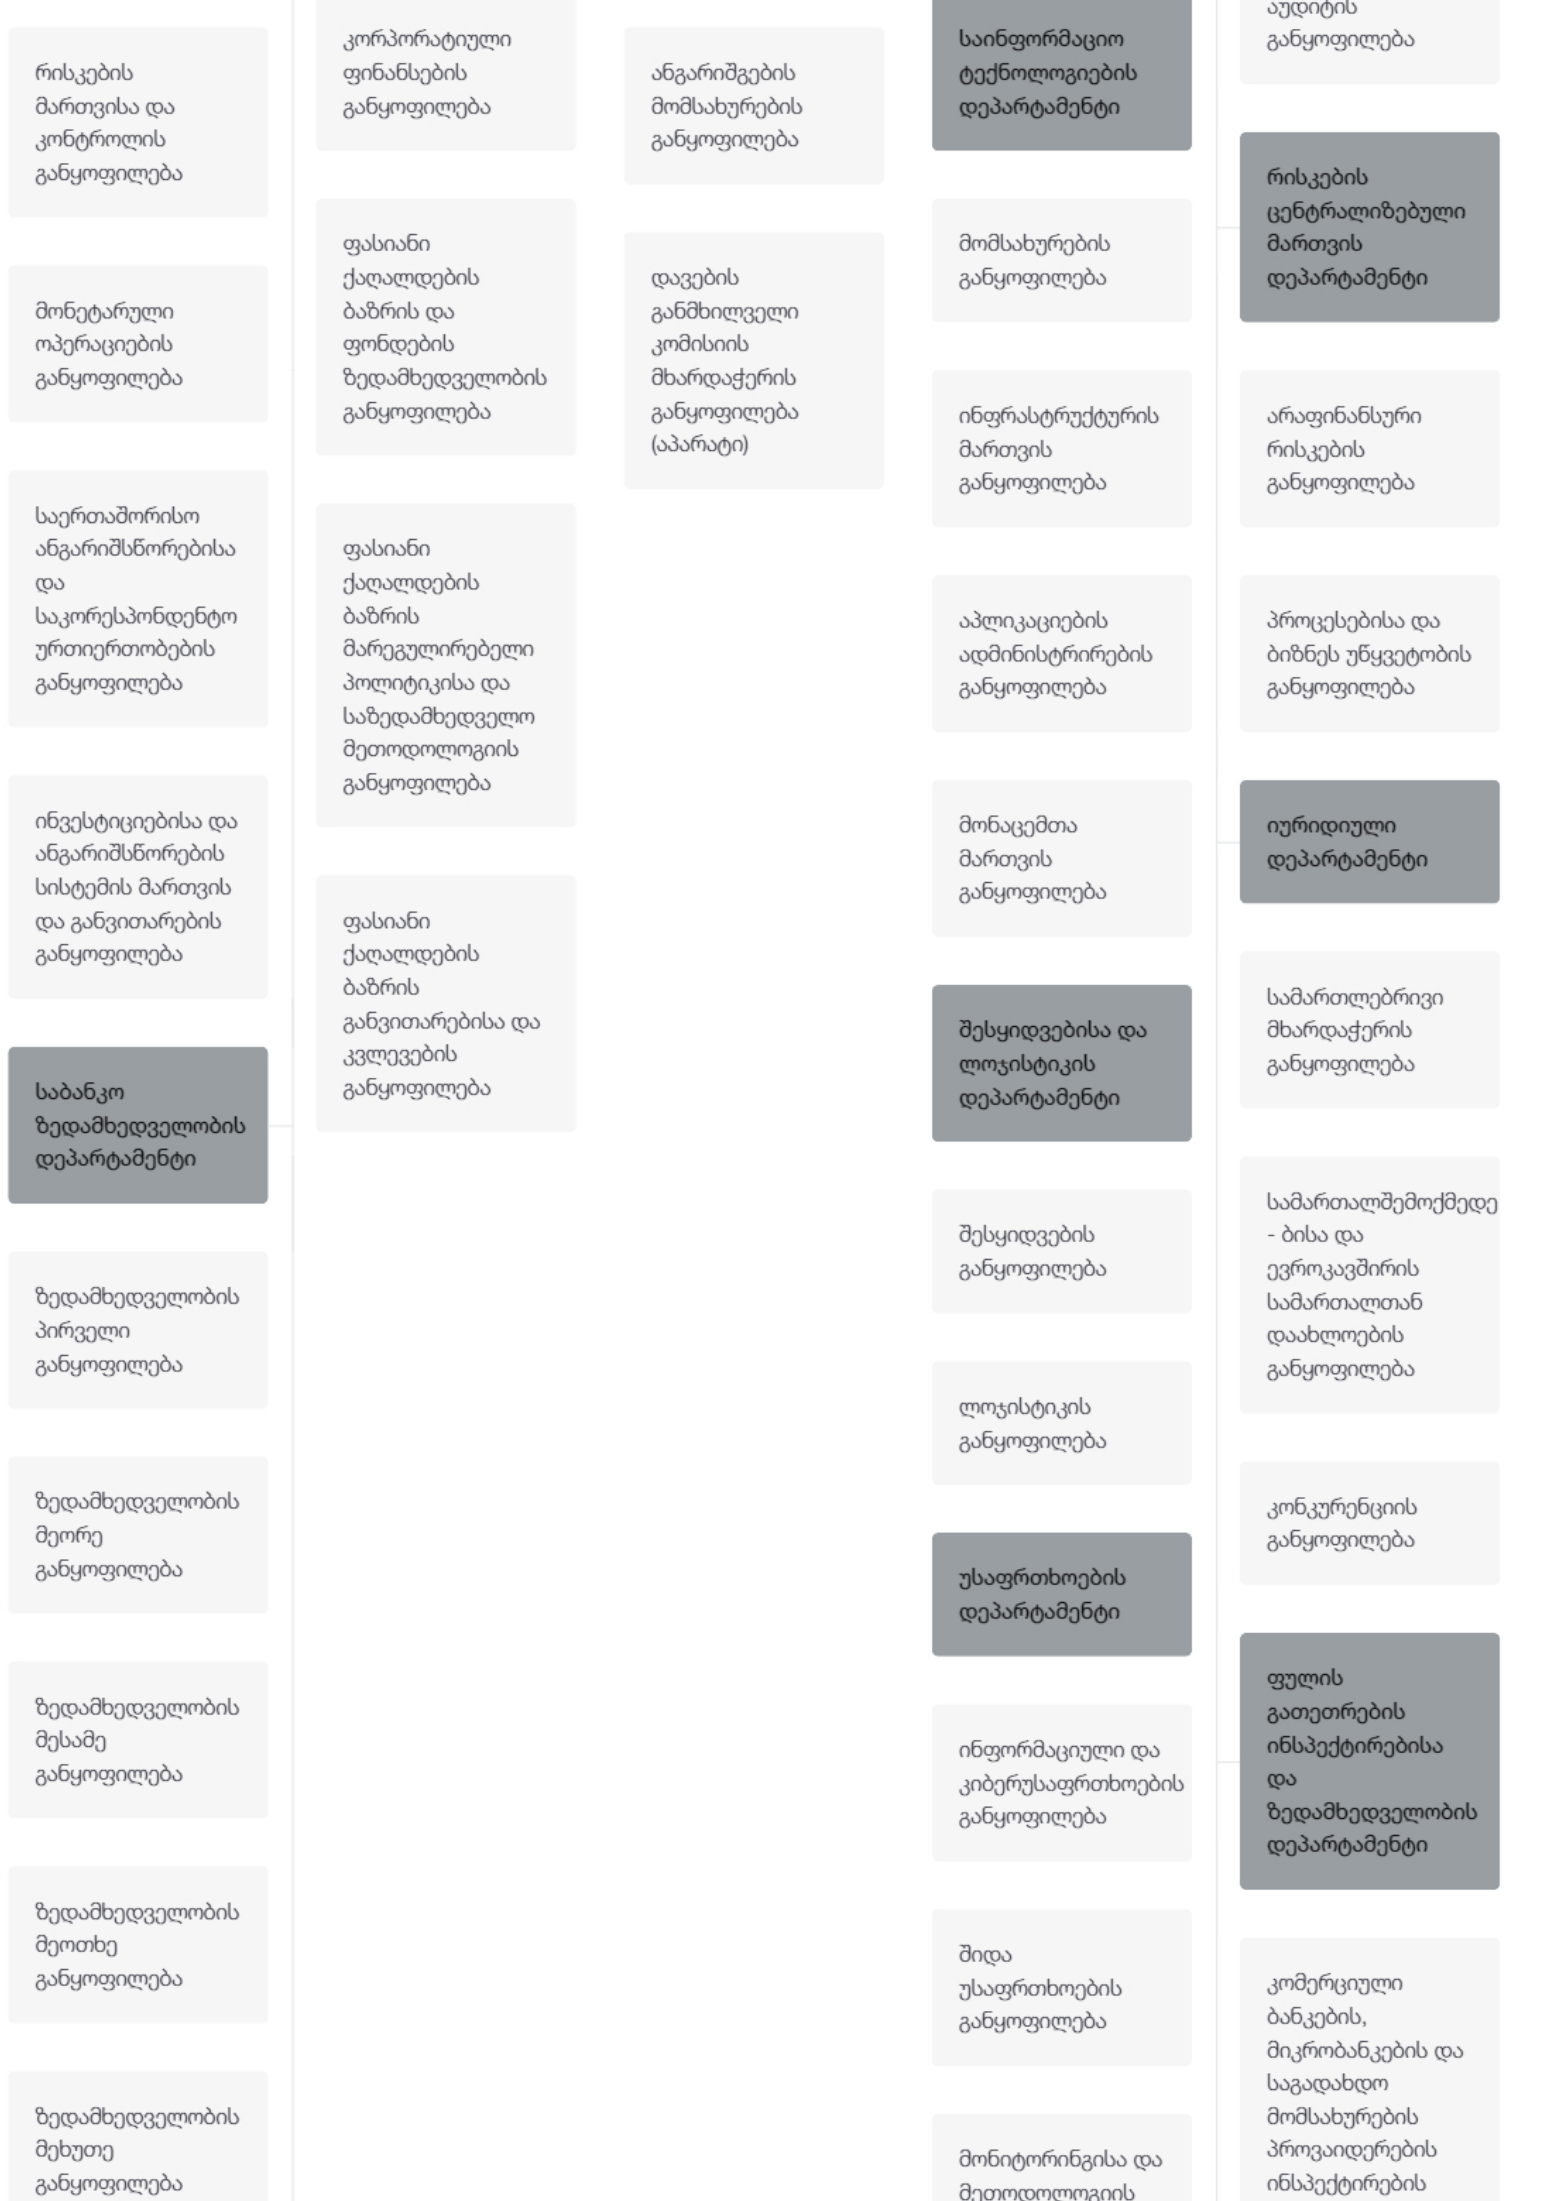 რისკების
მართვისა და
კონტროლის
განყოფილება
მონეტარული
ოპერაციების
განყოფილება
საერთაშორისო
ანგარიშსწორებისა
და
საკორესპონდენტო
ურთიერთობების
განყოფილება
ინვესტიციებისა და
ანგარიშსწორების
სისტემის მართვის
და განვითარების
განყოფილება
საბანკო
ზედამხედველობის
დეპარტამენტი
ზედამხედველობის
პირველი
განყოფილება
ზედამხედველობის
მეორე
განყოფილება
ზედამხედველობის
მესამე
განყოფილება
ზედამხედველობის
მეოთხე
განყოფილება
ზედამხედველობის
მეხუთე
განყოფილება
კორპორატიული
ფინანსების
განყოფილება
ფასიანი
ქაღალდების
ბაზრის და
ფონდების
ზედამხედველობის
განყოფილება
ფასიანი
ქაღალდების
ბაზრის
მარეგულირებელი
პოლიტიკისა და
საზედამხედველო
მეთოდოლოგიის
განყოფილება
ფასიანი
ქაღალდების
ბაზრის
განვითარებისა და
კვლევების
განყოფილება
ანგარიშგების
მომსახურების
განყოფილება
დავების
განმხილველი
კომისიის
მხარდაჭერის
განყოფილება
(აპარატი)
საინფორმაციო
ტექნოლოგიების
დეპარტამენტი
მომსახურების
განყოფილება
ინფრასტრუქტურის
მართვის
განყოფილება
აპლიკაციების
ადმინისტრირების
განყოფილება
მონაცემთა
მართვის
განყოფილება
შესყიდვებისა და
ლოჯისტიკის
დეპარტამენტი
შესყიდვების
განყოფილება
ლოჯისტიკის
განყოფილება
უსაფრთხოების
დეპარტამენტი
ინფორმაციული და
კიბერუსაფრთხოების
განყოფილება
შიდა
უსაფრთხოების
განყოფილება
მონიტორინგისა და
მეთოდოლოგიის
აუდიტის
განყოფილება
რისკების
ცენტრალიზებული
მართვის
დეპარტამენტი
არაფინანსური
რისკების
განყოფილება
პროცესებისა და
ბიზნეს უწყვეტობის
განყოფილება
იურიდიული
დეპარტამენტი
სამართლებრივი
მხარდაჭერის
განყოფილება
სამართალშემოქმედე
- ბისა და
ევროკავშირის
სამართალთან
დაახლოების
განყოფილება
კონკურენციის
განყოფილება
ფულის
გათეთრების
ინსპექტირებისა
და
ზედამხედველობის
დეპარტამენტი
კომერციული
ბანკების,
მიკრობანკების და
საგადახდო
მომსახურების
პროვაიდერების
ინსპექტირების